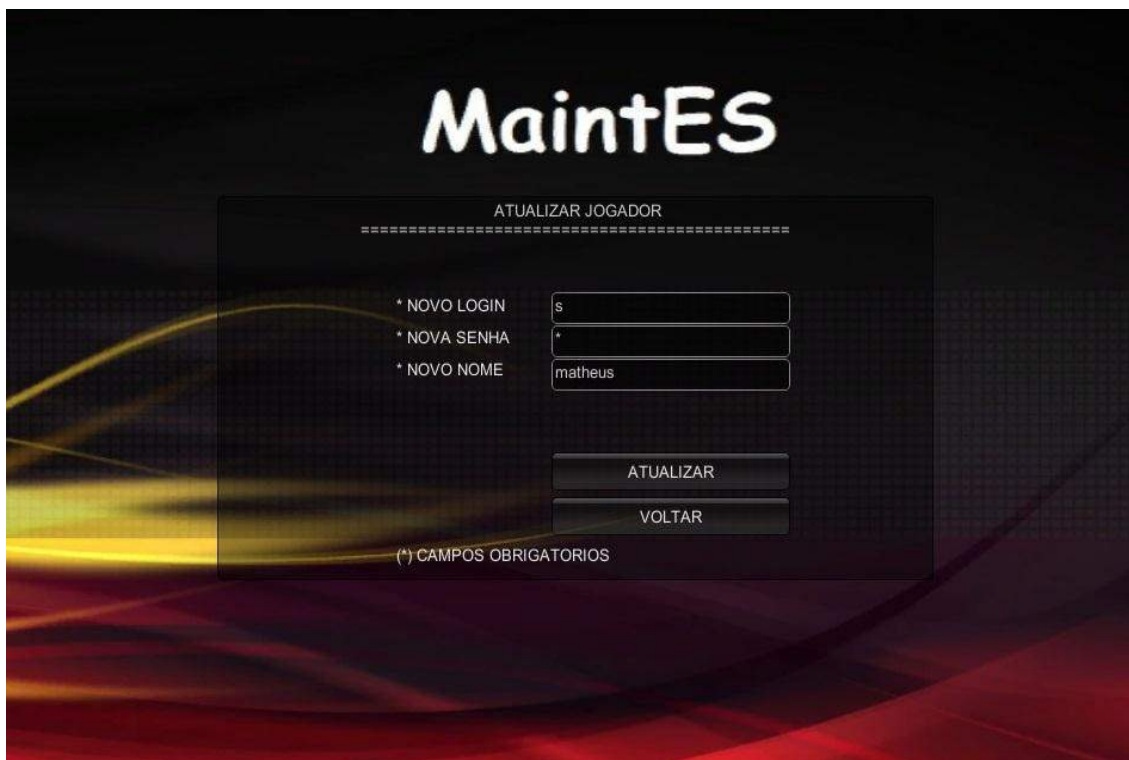 MaintES
ATUALIZAR JOGADOR
============================================
* NOVO LOGIN s
* NOVA SENHA *
* NOVO NOME matheus
ATUALIZAR
VOLTAR
(*) CAMPOS OBRIGATORIOS